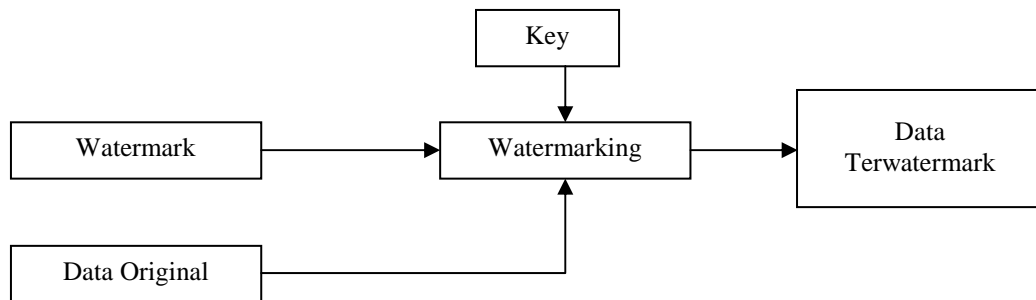 Key
Watermark
Watermarking
Data
Terwatermark
Data Original